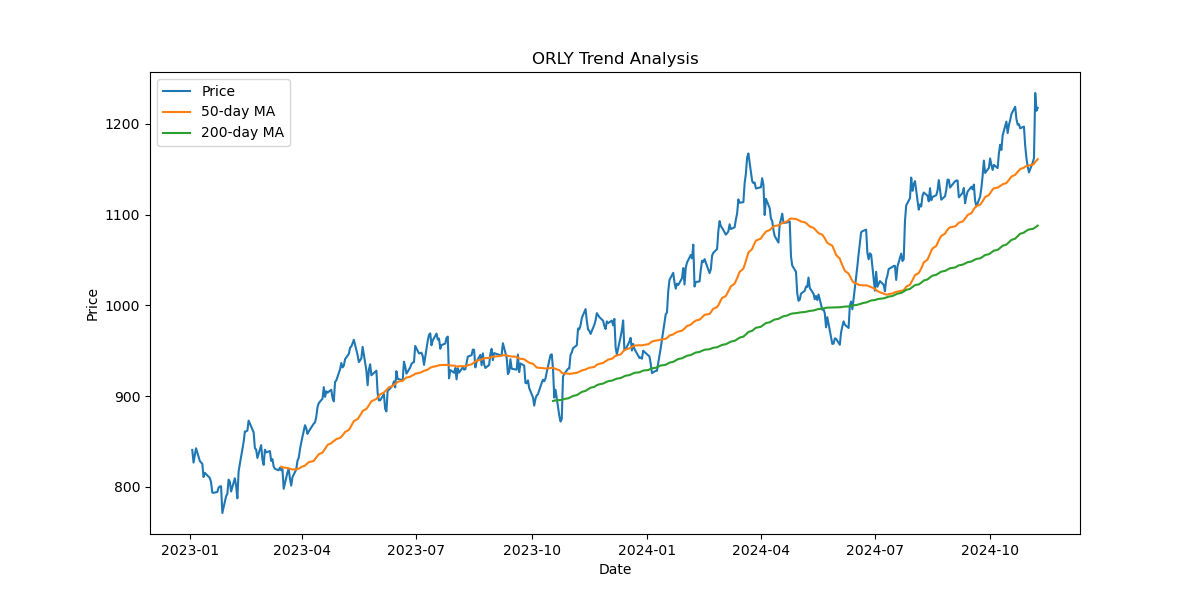 ORLY Trend Analysis
Price
50-day MA
200-day MA
Price
1200
1100
1000
900
800
2023-01
2023-04
2023-07
2023-10
2024-01
2024-04
2024-07
2024-10
Date